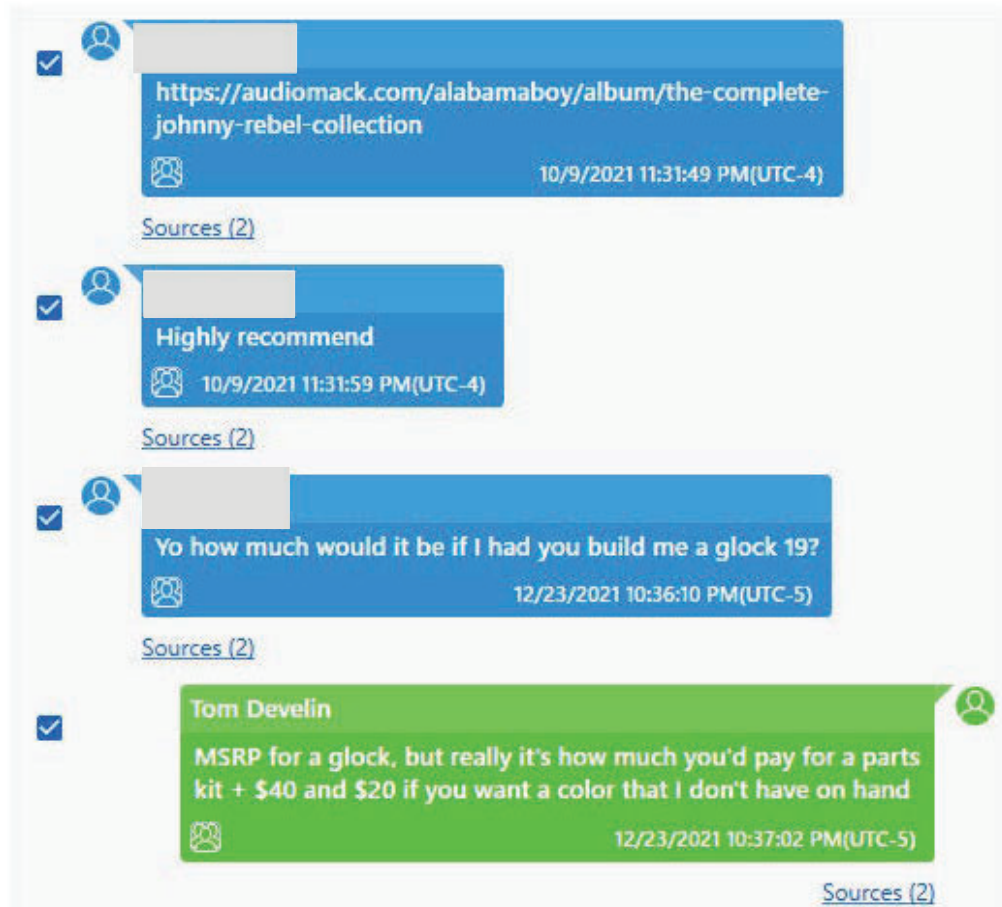 https://audiomack.com/alabamaboy/album/the-complete-
johnny-rebel-collection
10/9/2021 11:31:49 PM(UTC-4)
Sources (2)
Highly recommend
10/9/2021 11:31:59 PM(UTC-4)
Sources (2)
Yo how much would it be if I had you build me a glock 19?
12/23/2021 10:36:10 PM(UTC-5)
Sources (2)
Tom Develin
MSRP for a glock, but really it's how much you'd pay for a parts
kit + $40 and $20 if you want a color that I don't have on hand
12/23/2021 10:37:02 PM(UTC-5)
Sources (2)